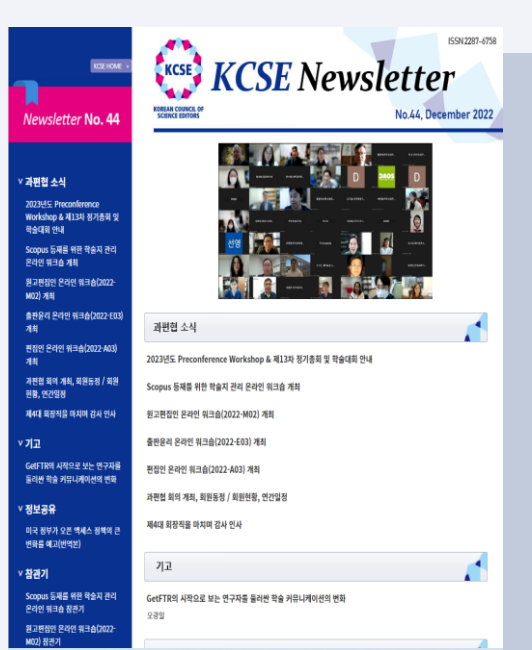 ISSN 2287-6758
KCSE HOME
KCSE
KCSE Newsletter
KOREAN COUNCIL OF
SCIENCE EDITORS
No.44, December 2022
Newsletter No. 44
과편협 소식
2023년도 Preconference
Workshop & 제13차 정기총회 및
학술대회 안내
Scopus 등재를 위한 학술지 관리
온라인 워크숍 개최
원고편집인 온라인 워크숍(2022-
M02) 개최
출판윤리 온라인 워크숍(2022-E03)
개최
편집인 온라인 워크숍(2022-A03)
개최
과편협 회의 개최, 회원동정 / 회원
현황, 연간일정
제4대 회장직을 마치며 감사 인사
기고
GetFTR의 시작으로 보는 연구자를
둘러싼 학술 커뮤니케이션의 변화
정보공유
미국 정부가 오픈 액세스 정책의 큰
변화를 예고(번역본)
참관기
Scopus 등재를 위한 학술지 관리
온라인 워크숍 참관기
원고편집인 온라인 워크숍(2022-
M02) 참관기
D
D
선명
과편협 소식
2023년도 Preconference Workshop & 제13차 정기총회 및 학술대회 안내
Scopus 등재를 위한 학술지 관리 온라인 워크숍 개최
원고편집인 온라인 워크숍(2022-M02) 개최
출판윤리 온라인 워크숍(2022-E03) 개최
편집인 온라인 워크숍(2022-A03) 개최
과편협 회의 개최, 회원동정 / 회원현황, 연간일정
제4대 회장직을 마치며 감사 인사
기고
GetFTR의 시작으로 보는 연구자를 둘러싼 학술 커뮤니케이션의 변화
오광일